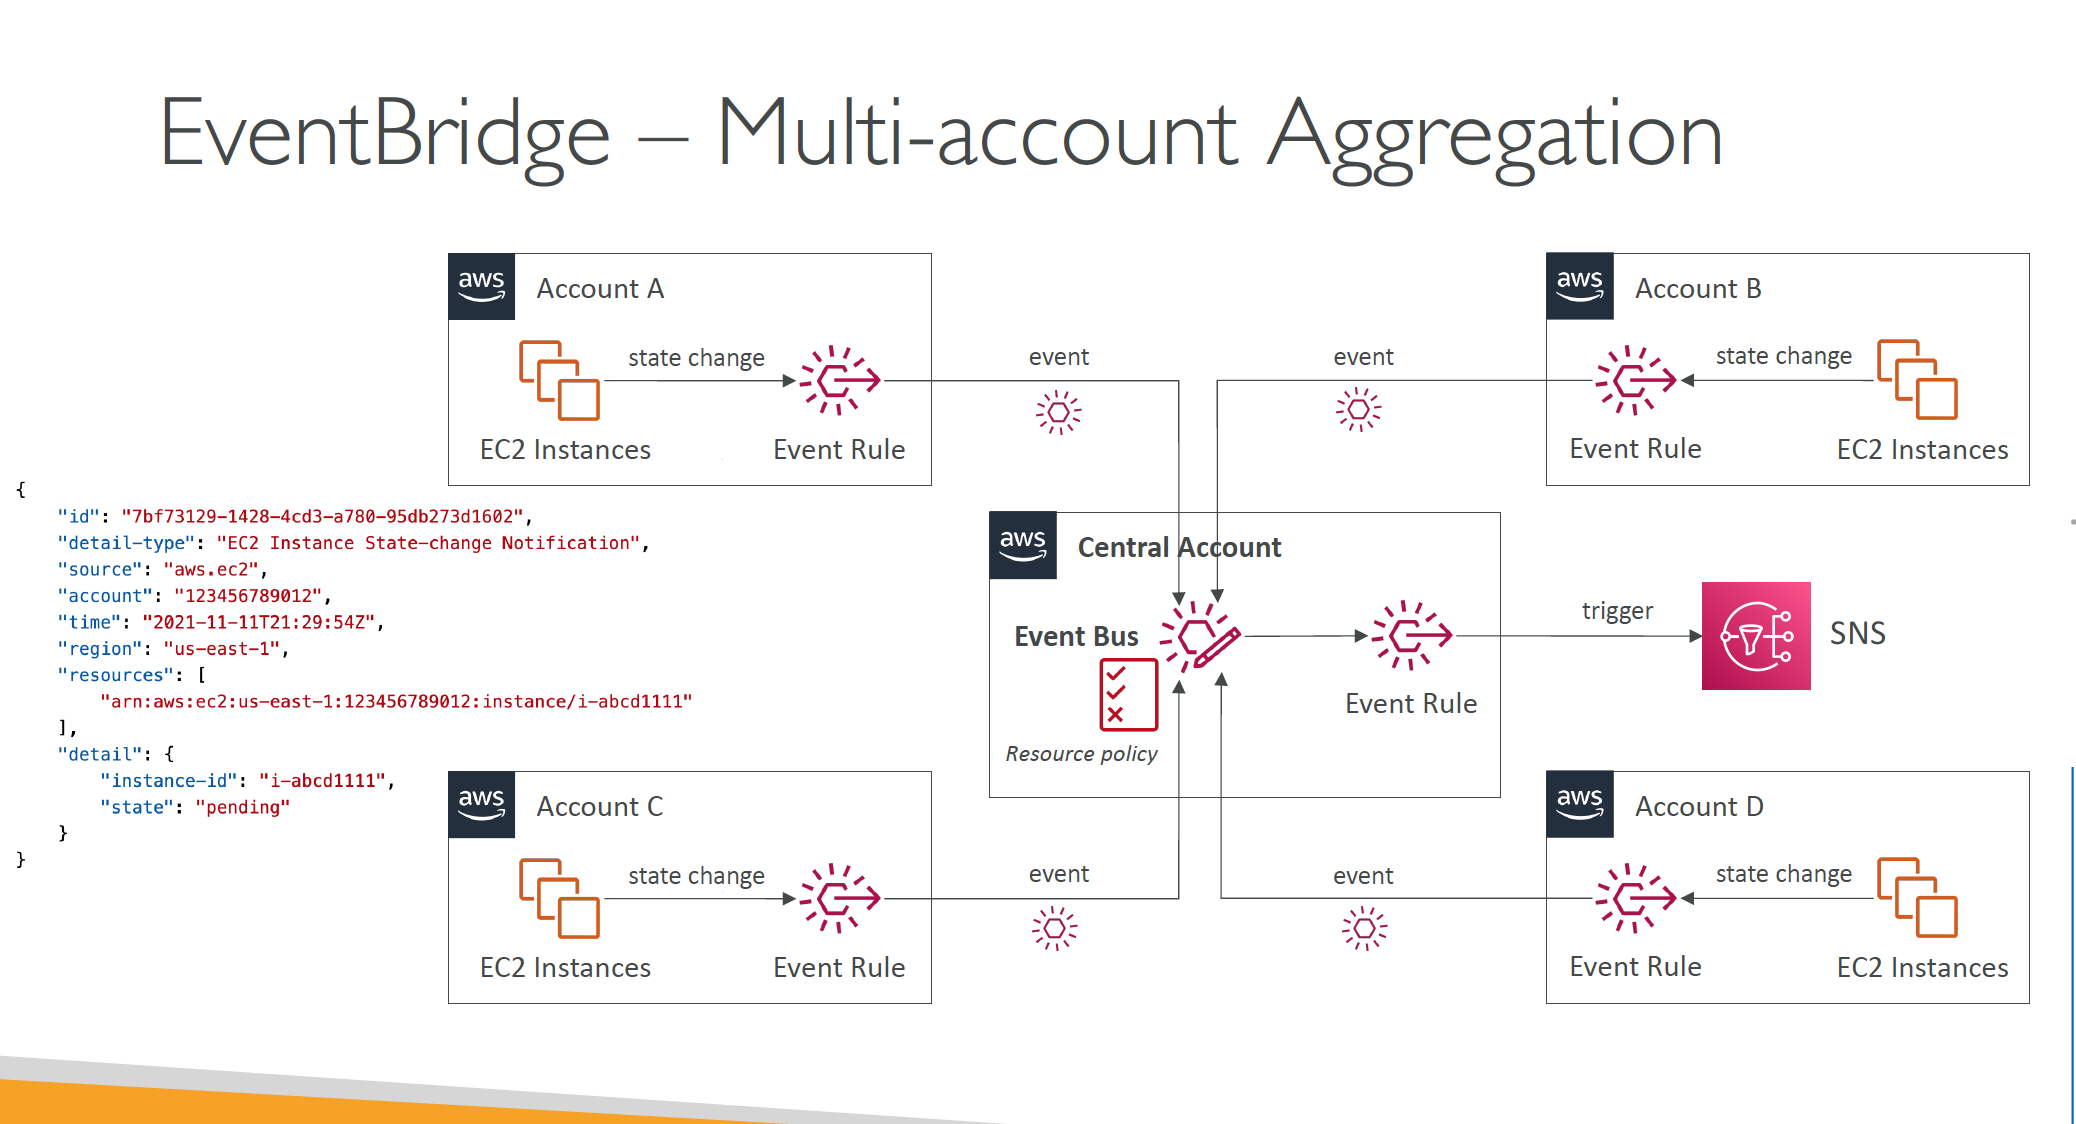 EventBridge – Multi-account Aggregation
aws
Account A
state change
EC2 Instances
Event Rule
event
event
aws
Account B
state change
Event Rule
EC2 Instances
{
"id": "7bf73129-1428-4cd3-a780-95db273d1602",
"detail-type": "EC2 Instance State-change Notification",
"source": "aws.ec2",
"account": "123456789012",
"time": "2021-11-11T21:29:54Z",
"region": "us-east-1",
"resources": [
"arn:aws:ec2:us-east-1:123456789012:instance/i-abcd1111"
],
"detail": {
"instance-id": "i-abcd1111",
"state": "pending"
}
}
aws
Central Account
Event Bus
Resource policy
Event Rule
trigger
SNS
aws
Account C
state change
EC2 Instances
Event Rule
event
event
aws
Account D
state change
Event Rule
EC2 Instances